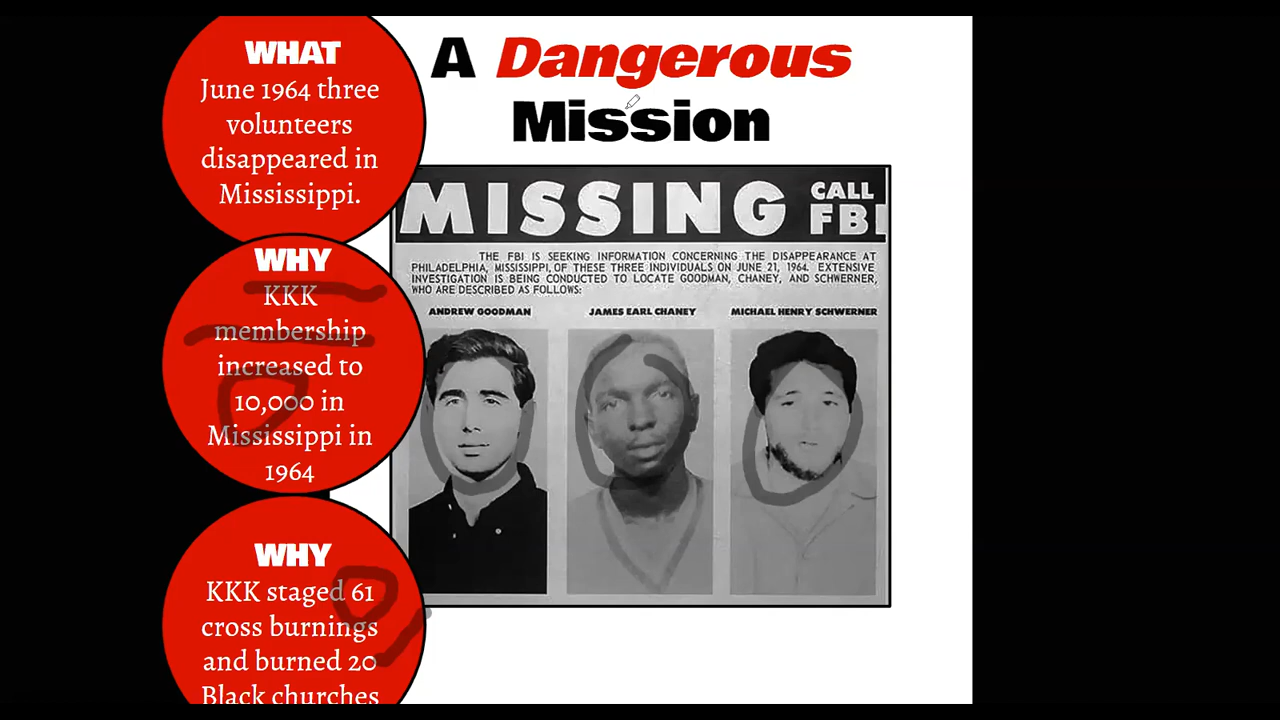 WHAT
June 1964 three
volunteers
disappeared in
Mississippi.
WHY
KKK
membership
increased to
10,000 in
Mississippi in
1964
WHY
KKK staged 61
cross burnings
and burned 20
Black churches
A Dangerous
Mission
MISSING CALL
FBI
THE FBI IS SEEKING INFORMATION CONCERNING THE DISAPPEARANCE AT
PHILADELPHIA, MISSISSIPPI, OF THESE THREE INDIVIDUALS ON JUNE 21, 1964. EXTENSIVE
INVESTIGATION IS BEING CONDUCTED TO LOCATE GOODMAN, CHANEY, AND SCHWERNER,
WHO ARE DESCRIBED AS FOLLOWS:
ANDREW GOODMAN JAMES EARL CHANEY MICHAEL HENRY SCHWERNER